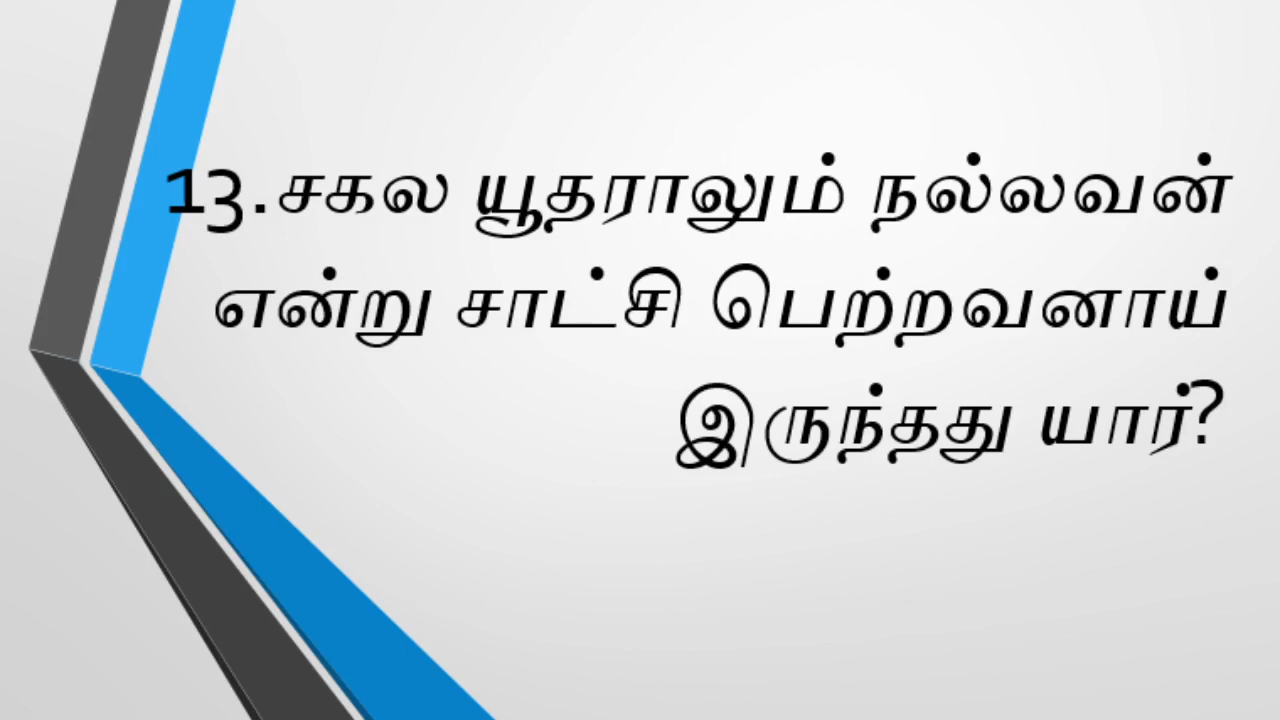 13.சகல யூதராலும் நல்லவன்
என்று சாட்சி பெற்றவனாய்
இருந்தது யார்?